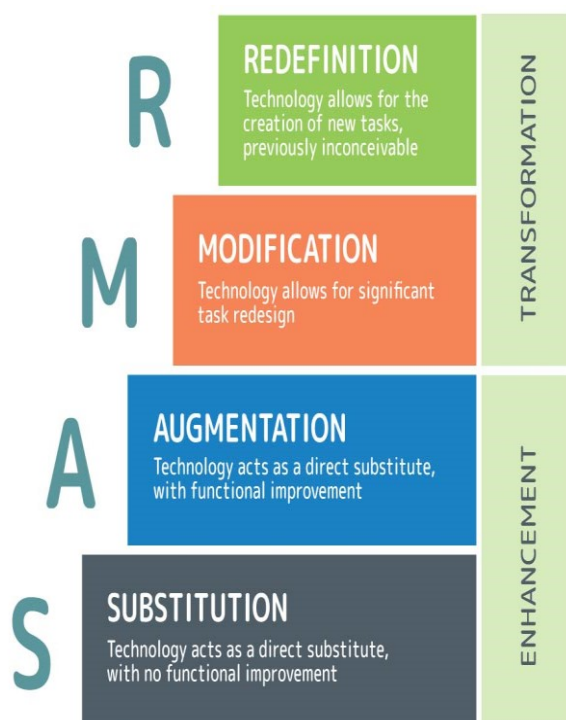 R
REDEFINITION
Technology allows for the
creation of new tasks,
previously inconceivable
M
MODIFICATION
Technology allows for significant
task redesign
TRANSFORMATION
A
AUGMENTATION
Technology acts as a direct substitute,
with functional improvement
S
SUBSTITUTION
Technology acts as a direct substitute,
with no functional improvement
ENHANCEMENT